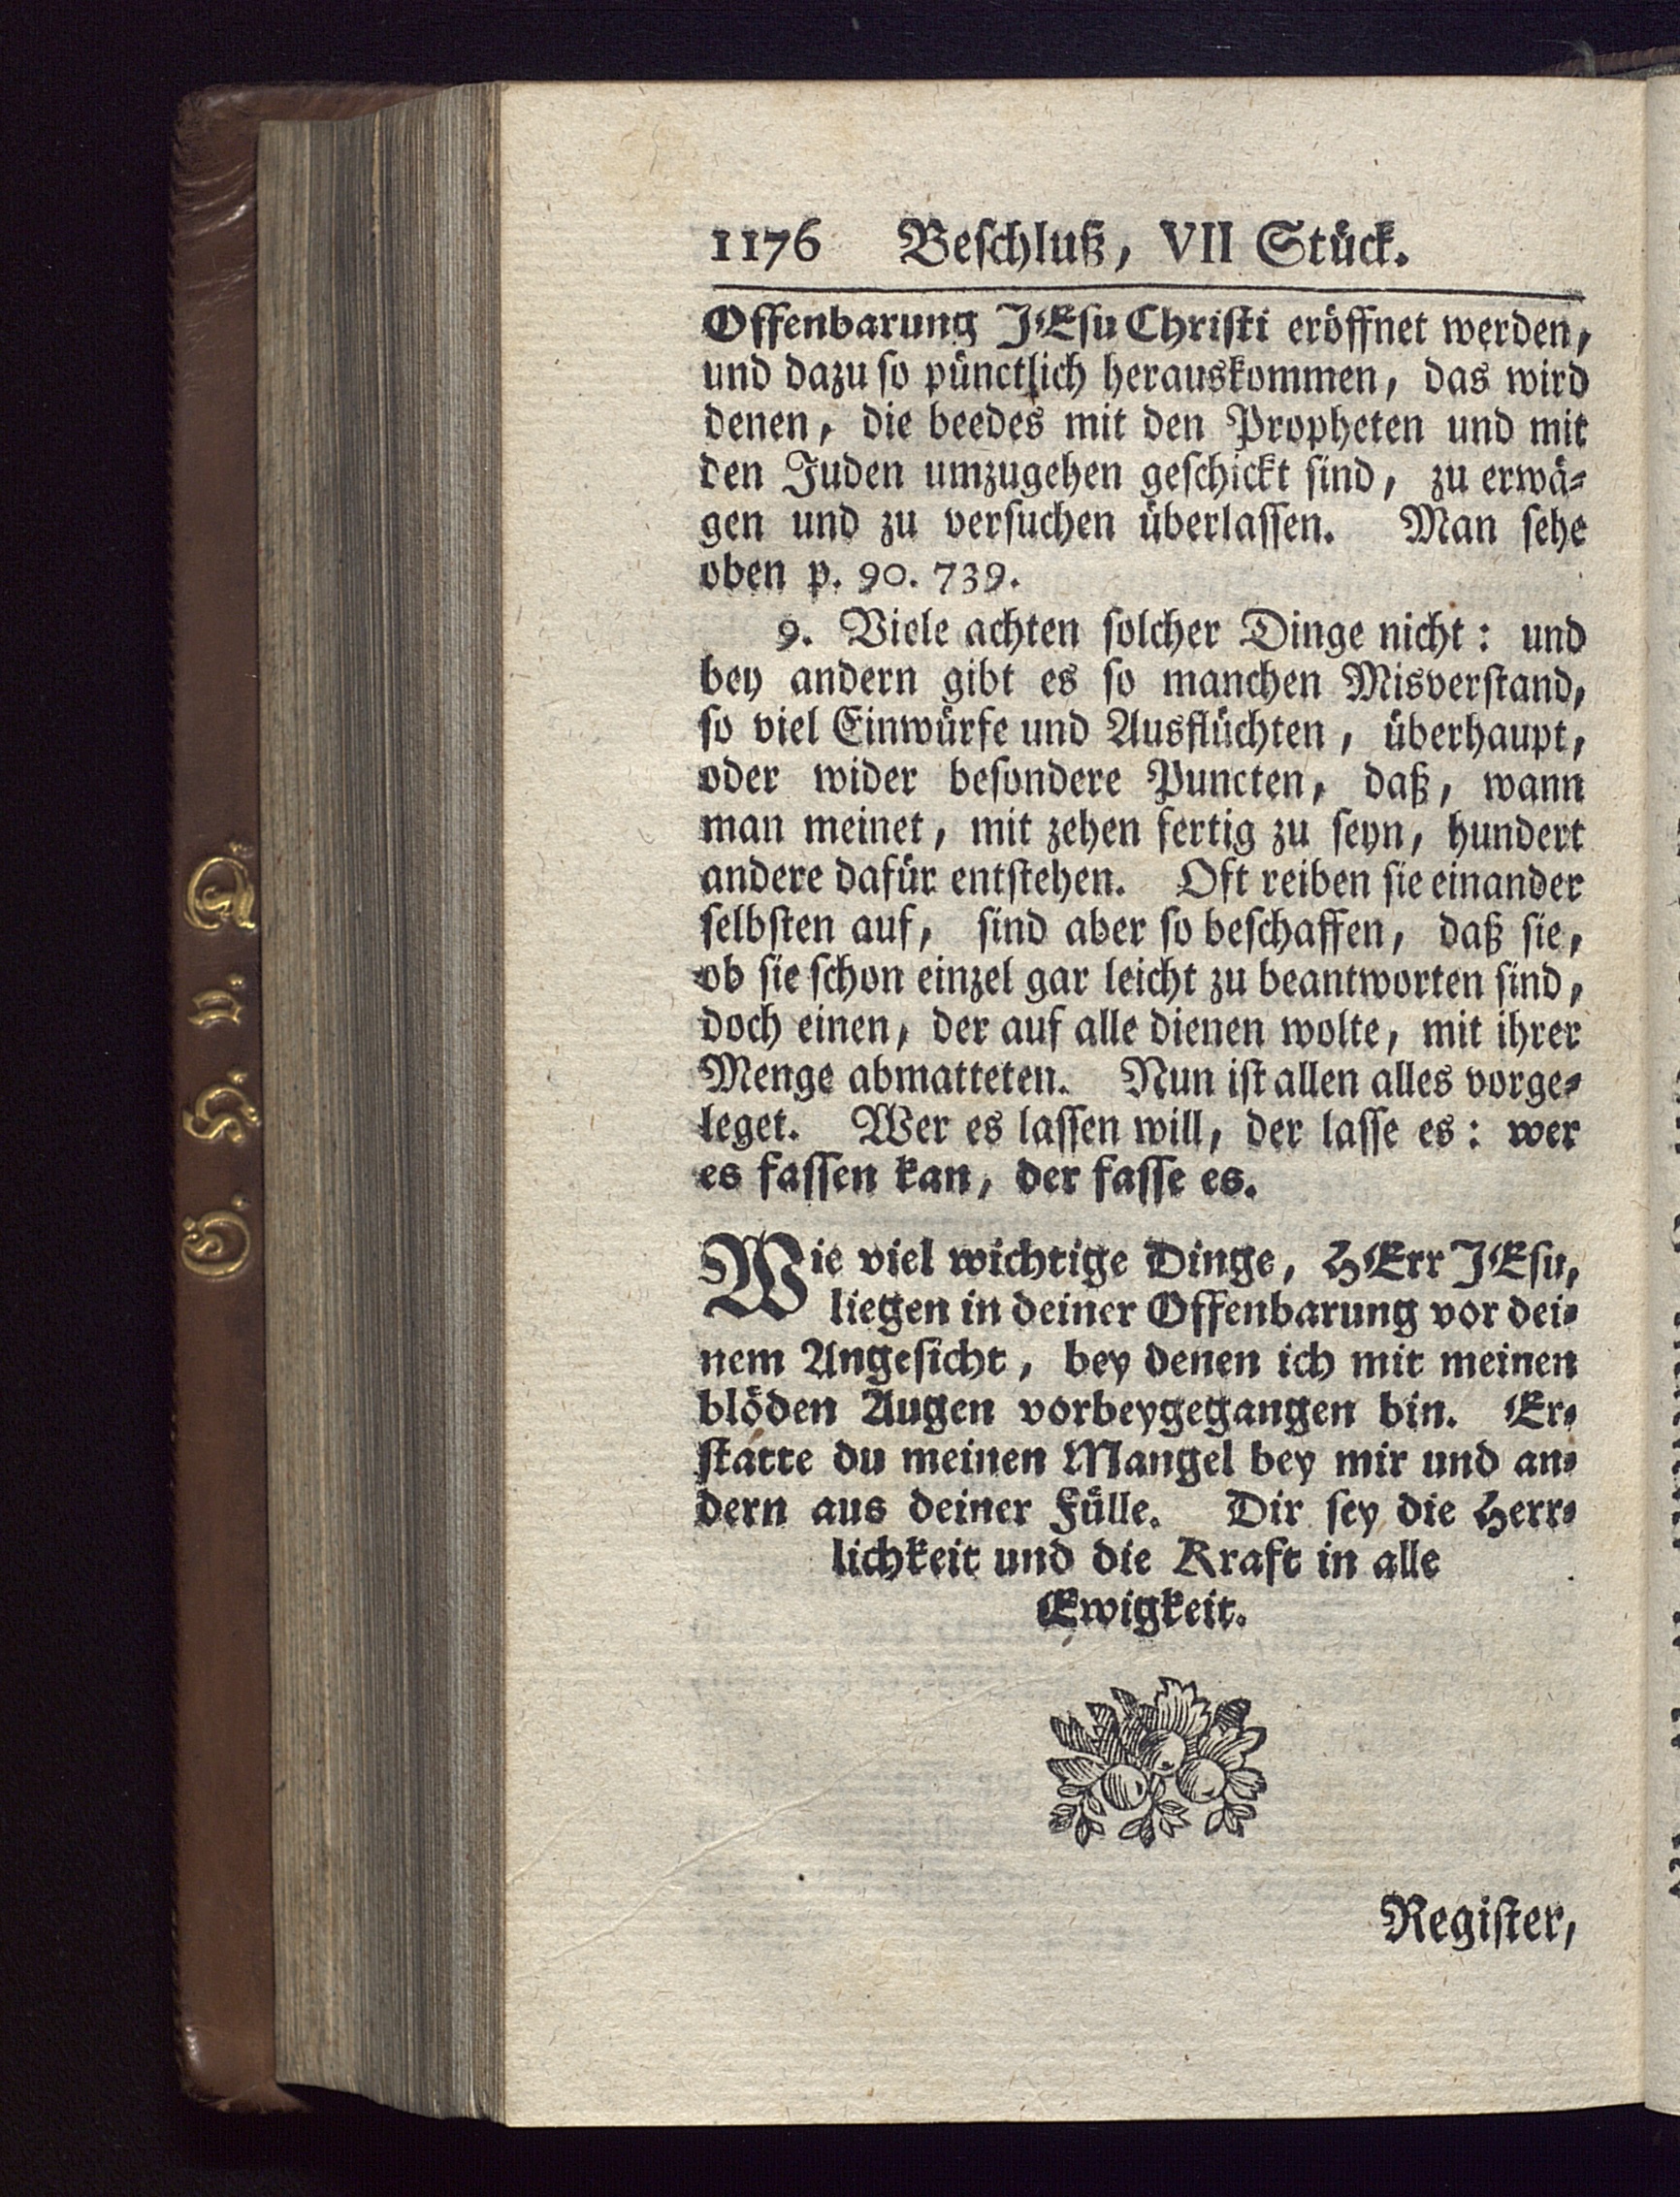 1176 Beſchluß, VII Stück.
Offenbarung JEſu Chriſti eröffnet werden,
und dazu ſo pünctlich herauskommen, das wird
denen, die beedes mit den Propheten und mit
den Juden umzugehen geſchickt ſind, zu erwä⸗
gen und zu verſuchen überlaſſen. Man ſehe
oben p. 90. 739.
9. Viele achten ſolcher Dinge nicht: und
bey andern gibt es ſo manchen Misverſtand,
ſo viel Einwürfe und Ausflüchten, überhaupt,
oder wider beſondere Puncten, daß, wann
man meinet, mit zehen fertig zu ſeyn, hundert
andere dafür entſtehen. Oft reiben ſie einander
ſelbſten auf, ſind aber ſo beſchaffen, daß ſie,
ob ſie ſchon einzel gar leicht zu beantworten ſind,
doch einen, der auf alle dienen wolte, mit ihrer
Menge abmatteten. Nun iſt allen alles vorge⸗
leget. Wer es laſſen will, der laſſe es: wer
es faſſen kan, der faſſe es.
Wie viel wichtige Dinge, HErr JEſu,
liegen in deiner Offenbarung vor dei⸗
nem Angeſicht, bey denen ich mit meinen
blöden Augen vorbeygegangen bin. Er⸗
ſtatte du meinen Mangel bey mir und an⸗
dern aus deiner Fülle. Dir ſey die Herr⸗
lichkeit und die Kraft in alle
Ewigkeit.
Regiſter,